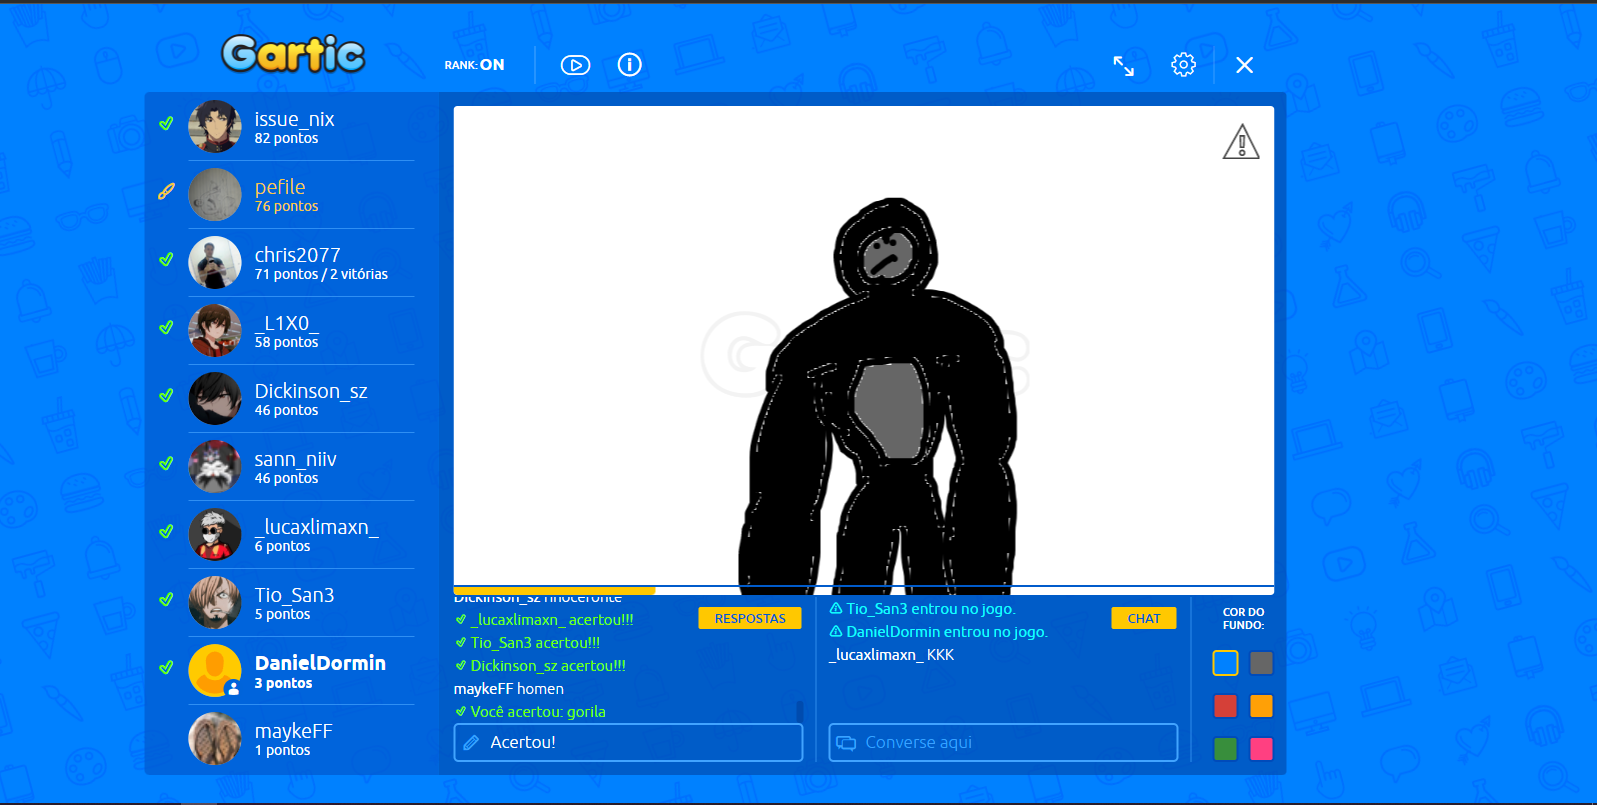 Gartic
RANK: ON
issue_nix
82 pontos
pefile
76 pontos
chris2077
71 pontos / 2 vitórias
_L1X0_
58 pontos
Dickinson_sz
46 pontos
sann_niiv
46 pontos
_lucaxlimaxn_
6 pontos
Tio_San3
5 pontos
DanielDormin
3 pontos
maykeFF
1 pontos
Dickinson_sz rinoceronte
_lucaxlimaxn_ acertou!!!
Tio_San3 acertou!!!
Dickinson_sz acertou!!!
maykeFF homen
Você acertou: gorila
RESPOSTAS
Acertou!
Tio_San3 entrou no jogo.
DanielDormin entrou no jogo.
_lucaxlimaxn_ KKK
CHAT
Converse aqui
COR DO
FUNDO: